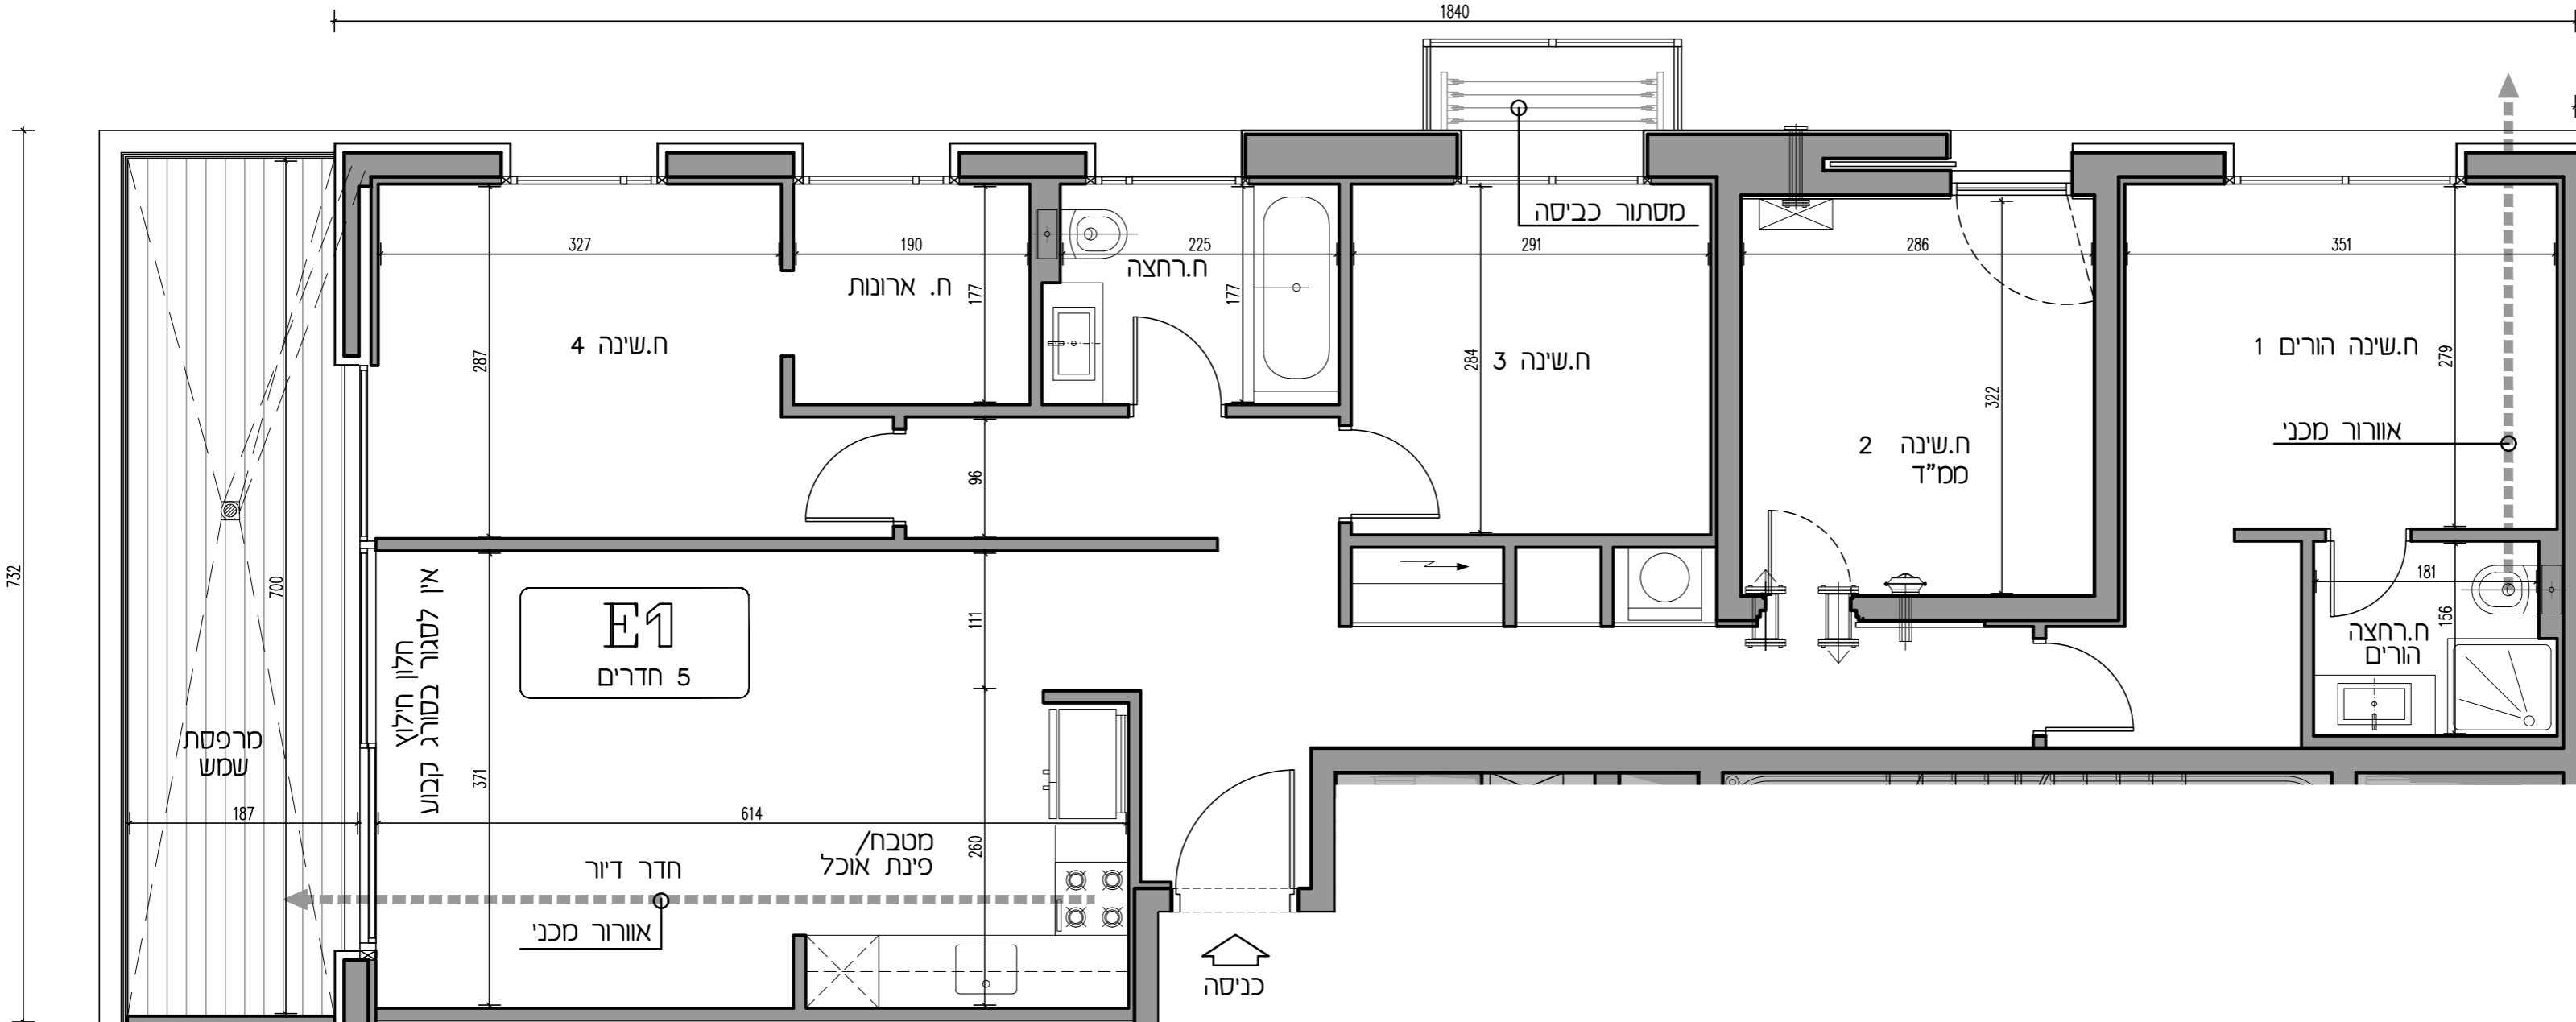 1840
מסתור כביסה
327
190
225
291
286
351
ח.רחצה
ח. ארונות
177
177
ח.שינה 4
287
284
ח.שינה 3
322
ח.שינה הורים 1
279
אוורור מכני
ח.שינה 2
ממ"ד
96
732
700
אין לסגור בסורג קבוע
חלון חילוץ
E1
5 חדרים
111
181
156
ח.רחצה
הורים
מרפסת
שמש
371
187
614
מטבח/
פינת אוכל
260
חדר דיור
אוורור מכני
כניסה